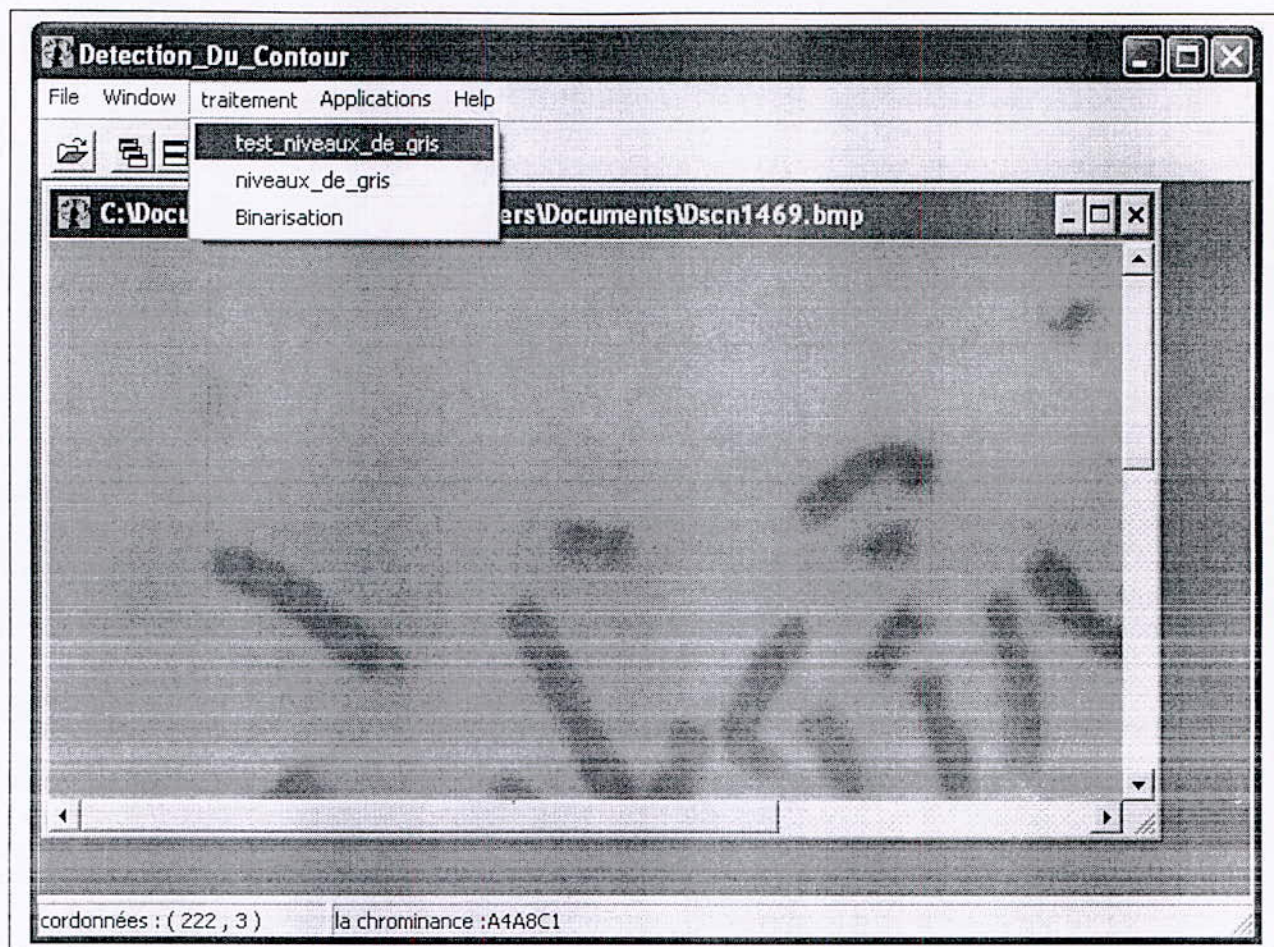 Detection_Du_Contour
File Window traitement Applications Help
test_niveaux_de_gris
niveaux_de_gris
Binarisation
C:\Docu ers\Documents\Dscn1469.bmp
cordonnées : ( 222 , 3 ) la chrominance :A4A8C1